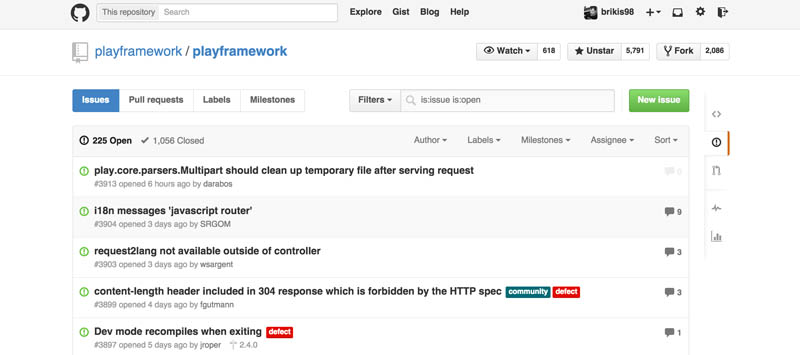 This repository Search Explore Gist Blog Help brikis98
playframework / playframework Watch 618 Unstar 5,791 Fork 2,086
Issues Pull requests Labels Milestones Filters is:issue is:open New issue
225 Open 1,056 Closed Author Labels Milestones Assignee Sort
play.core.parsers.Multipart should clean up temporary file after serving request 0
#3913 opened 6 hours ago by darabos
i18n messages 'javascript router' 9
#3904 opened 3 days ago by SRGOM
request2lang not available outside of controller 3
#3903 opened 3 days ago by wsargent
content-length header included in 304 response which is forbidden by the HTTP spec community defect 3
#3899 opened 4 days ago by fgutmann
Dev mode recompiles when exiting defect 1
#3897 opened 5 days ago by jroper 2.4.0